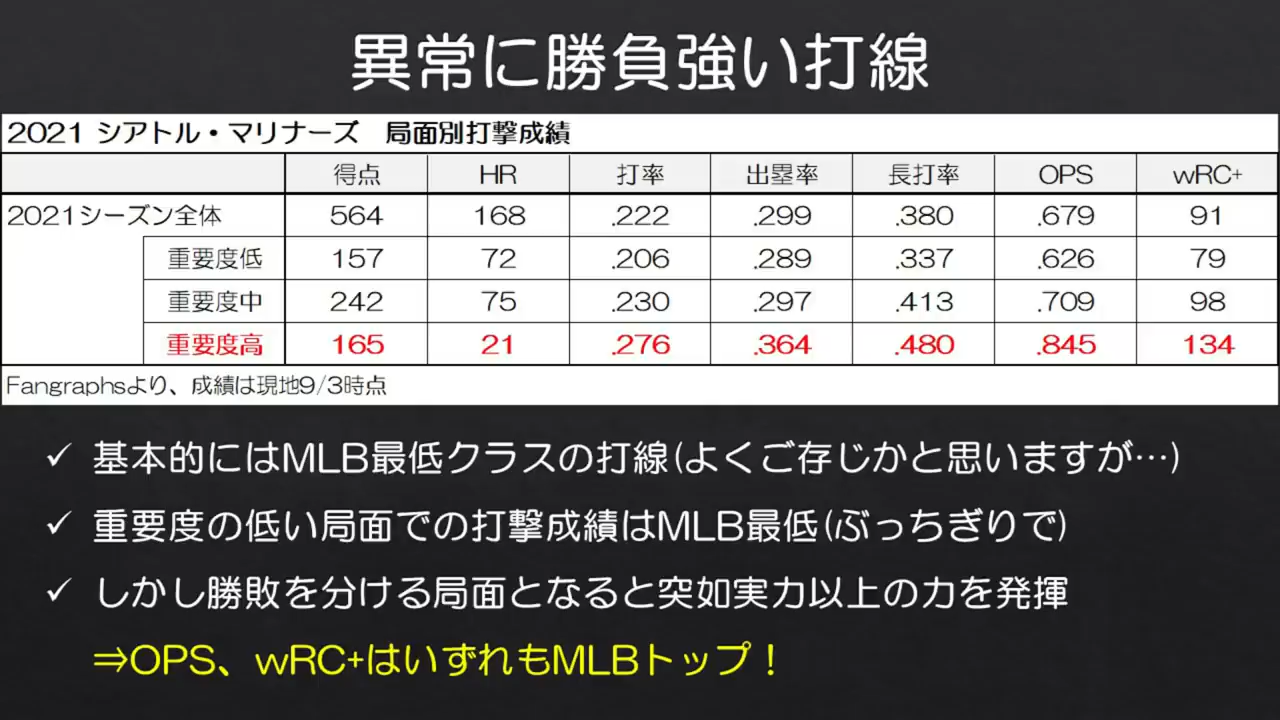 異常に勝負強い打線
2021 シアトル・マリナーズ　局面別打撃成績
得点 HR 打率 出塁率 長打率 OPS wRC+
2021シーズン全体 564 168 .222 .299 .380 .679 91
重要度低 157 72 .206 .289 .337 .626 79
重要度中 242 75 .230 .297 .413 .709 98
重要度高 165 21 .276 .364 .480 .845 134
Fangraphsより、成績は現地9/3時点
✓ 基本的にはMLB最低クラスの打線(よくご存じかと思いますが…)
✓ 重要度の低い局面での打撃成績はMLB最低(ぶっちぎりで)
✓ しかし勝敗を分ける局面となると突如実力以上の力を発揮
⇒OPS、wRC+はいずれもMLBトップ！